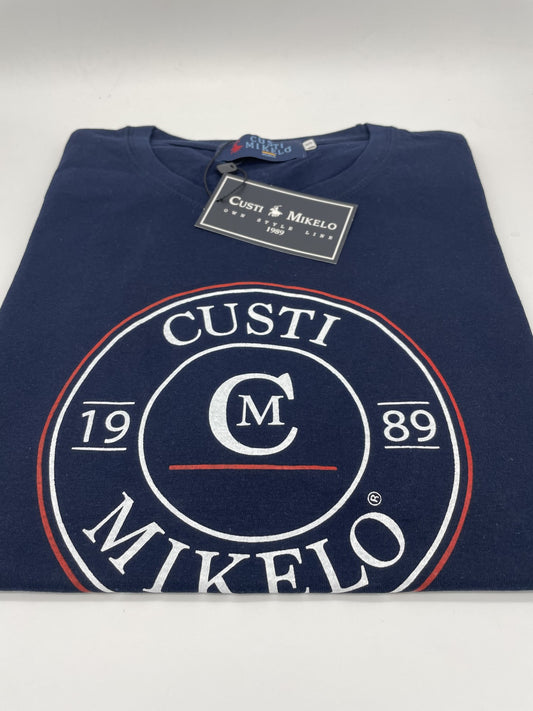 CUSTI
MIKELO
CUSTI MIKELO
OWN STYLE LINE
1989
CUSTI
19
CM
89
MIKELO
®